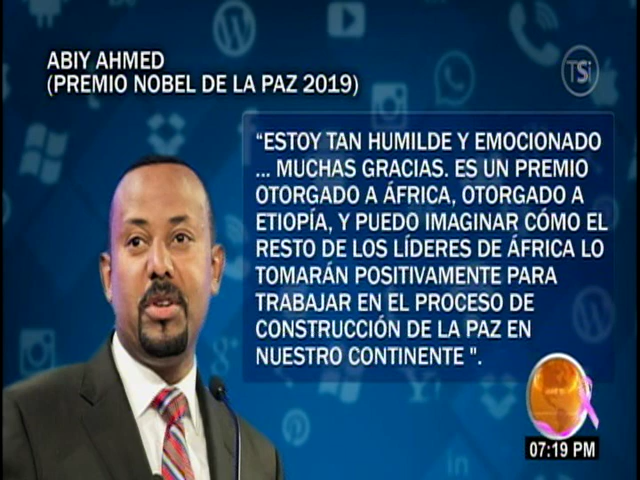 ABIY AHMED
(PREMIO NOBEL DE LA PAZ 2019)
TSi
“ESTOY TAN HUMILDE Y EMOCIONADO
... MUCHAS GRACIAS. ES UN PREMIO
OTORGADO A ÁFRICA, OTORGADO A
ETIOPÍA, Y PUEDO IMAGINAR CÓMO EL
RESTO DE LOS LÍDERES DE ÁFRICA LO
TOMARÁN POSITIVAMENTE PARA
TRABAJAR EN EL PROCESO DE
CONSTRUCCIÓN DE LA PAZ EN
NUESTRO CONTINENTE ".
07:19 PM